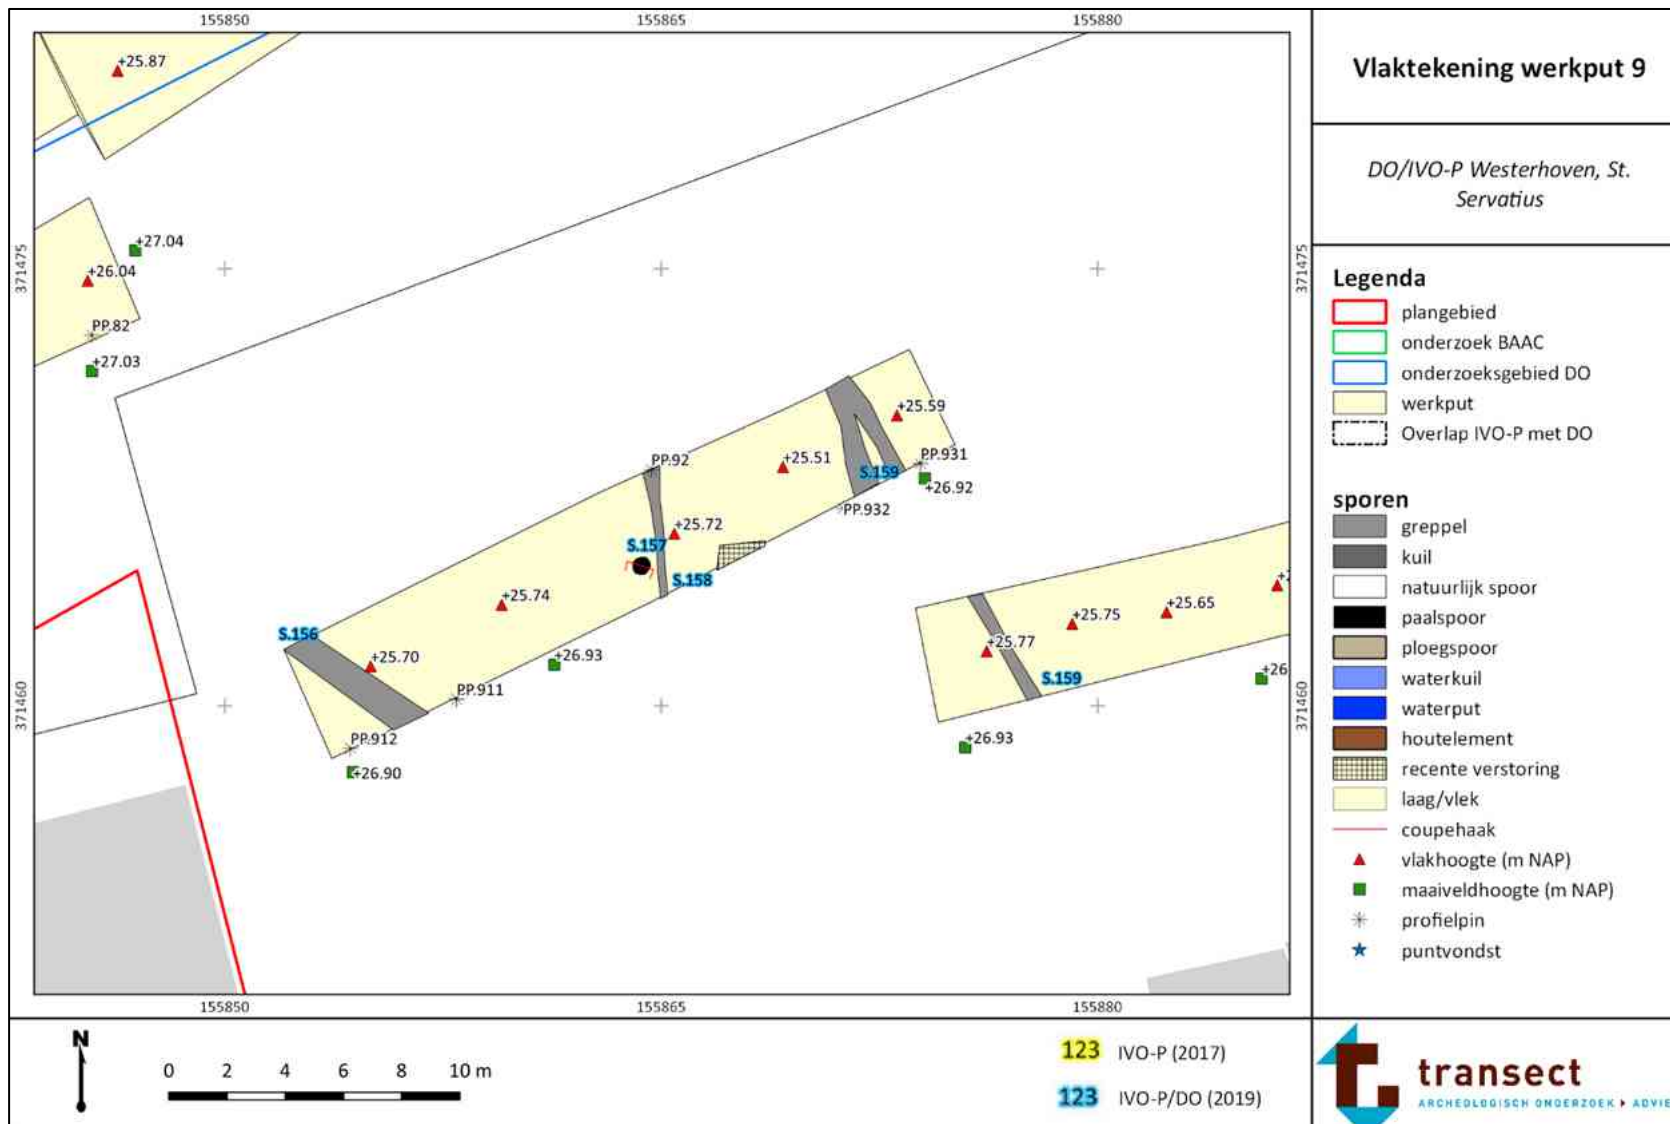 155850
155865
155880
371475
371475
371460
371460
+25.87
+27.04
+26.04
PP.82
+27.03
+25.59
PP.92
+25.51
PP.931
S.159
+26.92
PP.932
+25.72
S.157
S.158
+25.74
S.156
+25.70
+26.93
PP.911
PP.912
+26.90
+25.75
+25.65
+25.77
S.159
+26
+26.93
155850
155865
155880
Vlaktekening werkput 9
DO/IVO-P Westerhoven, St.
Servatius
Legenda
plangebied
onderzoek BAAC
onderzoeksgebied DO
werkput
Overlap IVO-P met DO
sporen
greppel
kuil
natuurlijk spoor
paalspoor
ploegspoor
waterkuil
waterput
houtelement
recente verstoring
laag/vlek
coupehaak
vlakhoogte (m NAP)
maaiveldhoogte (m NAP)
profielpin
puntvondst
N
0 2 4 6 8 10 m
123 IVO-P (2017)
123 IVO-P/DO (2019)
transect
ARCHEOLOGISCH ONDERZOEK ADVIE